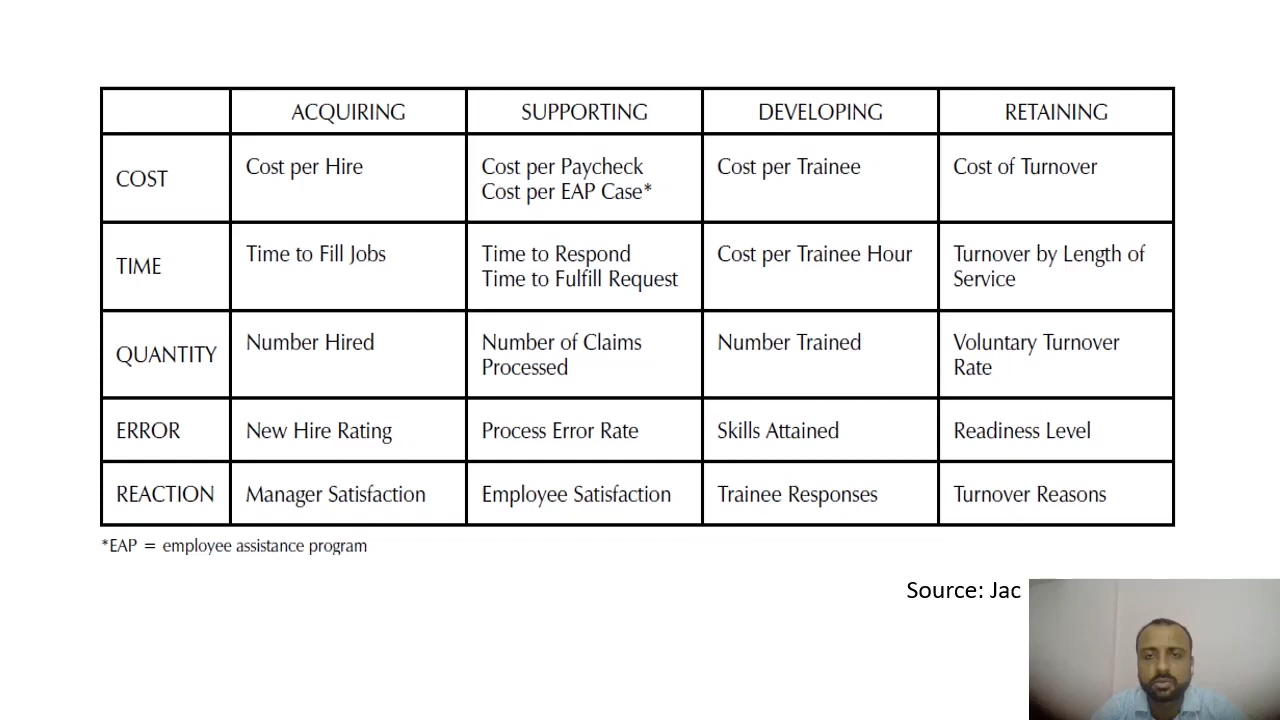 ACQUIRING SUPPORTING DEVELOPING RETAINING
COST Cost per Hire Cost per Paycheck Cost per Trainee Cost of Turnover
Cost per EAP Case*
TIME Time to Fill Jobs Time to Respond Cost per Trainee Hour Turnover by Length of
Time to Fulfill Request Service
QUANTITY Number Hired Number of Claims Number Trained Voluntary Turnover
Processed Rate
ERROR New Hire Rating Process Error Rate Skills Attained Readiness Level
REACTION Manager Satisfaction Employee Satisfaction Trainee Responses Turnover Reasons
*EAP = employee assistance program
Source: Jac